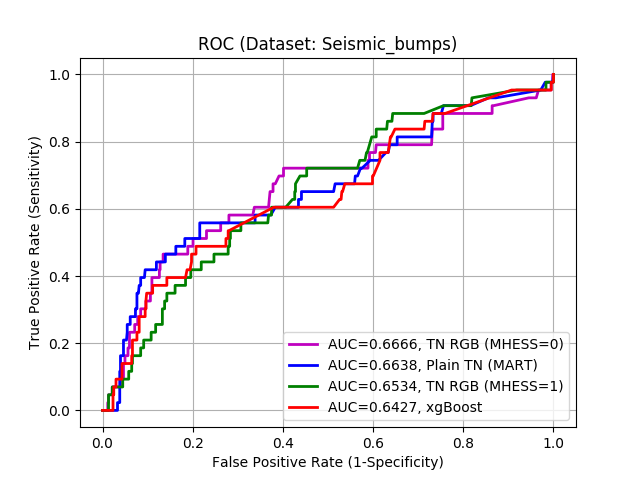 ROC (Dataset: Seismic_bumps)
True Positive Rate (Sensitivity)
1.0
0.8
0.6
0.4
0.2
0.0
AUC=0.6666, TN RGB (MHESS=0)
AUC=0.6638, Plain TN (MART)
AUC=0.6534, TN RGB (MHESS=1)
AUC=0.6427, xgBoost
0.0 0.2 0.4 0.6 0.8 1.0
False Positive Rate (1-Specificity)